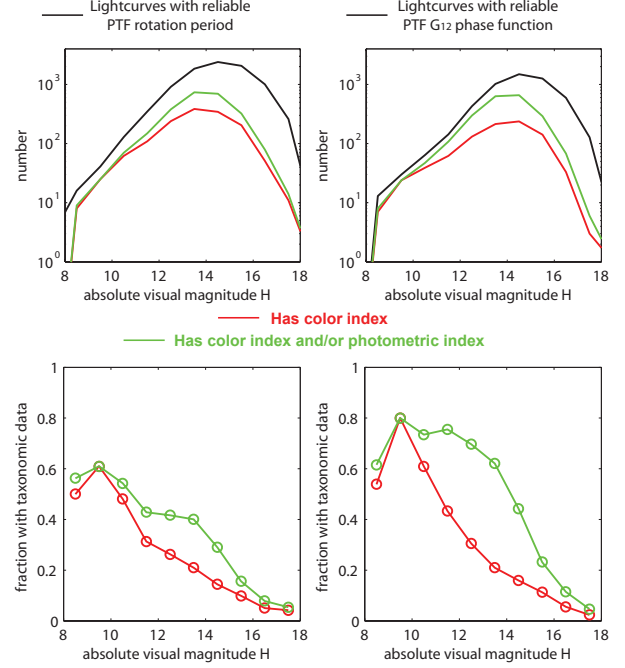 Lightcurves with reliable
PTF rotation period
Lightcurves with reliable
PTF G12 phase function
number
10^3
10^2
10^1
10^0
8 10 12 14 16 18
absolute visual magnitude H
number
10^3
10^2
10^1
10^0
8 10 12 14 16 18
absolute visual magnitude H
Has color index
Has color index and/or photometric index
fraction with taxonomic data
1
0.8
0.6
0.4
0.2
0
8 10 12 14 16 18
absolute visual magnitude H
fraction with taxonomic data
1
0.8
0.6
0.4
0.2
0
8 10 12 14 16 18
absolute visual magnitude H